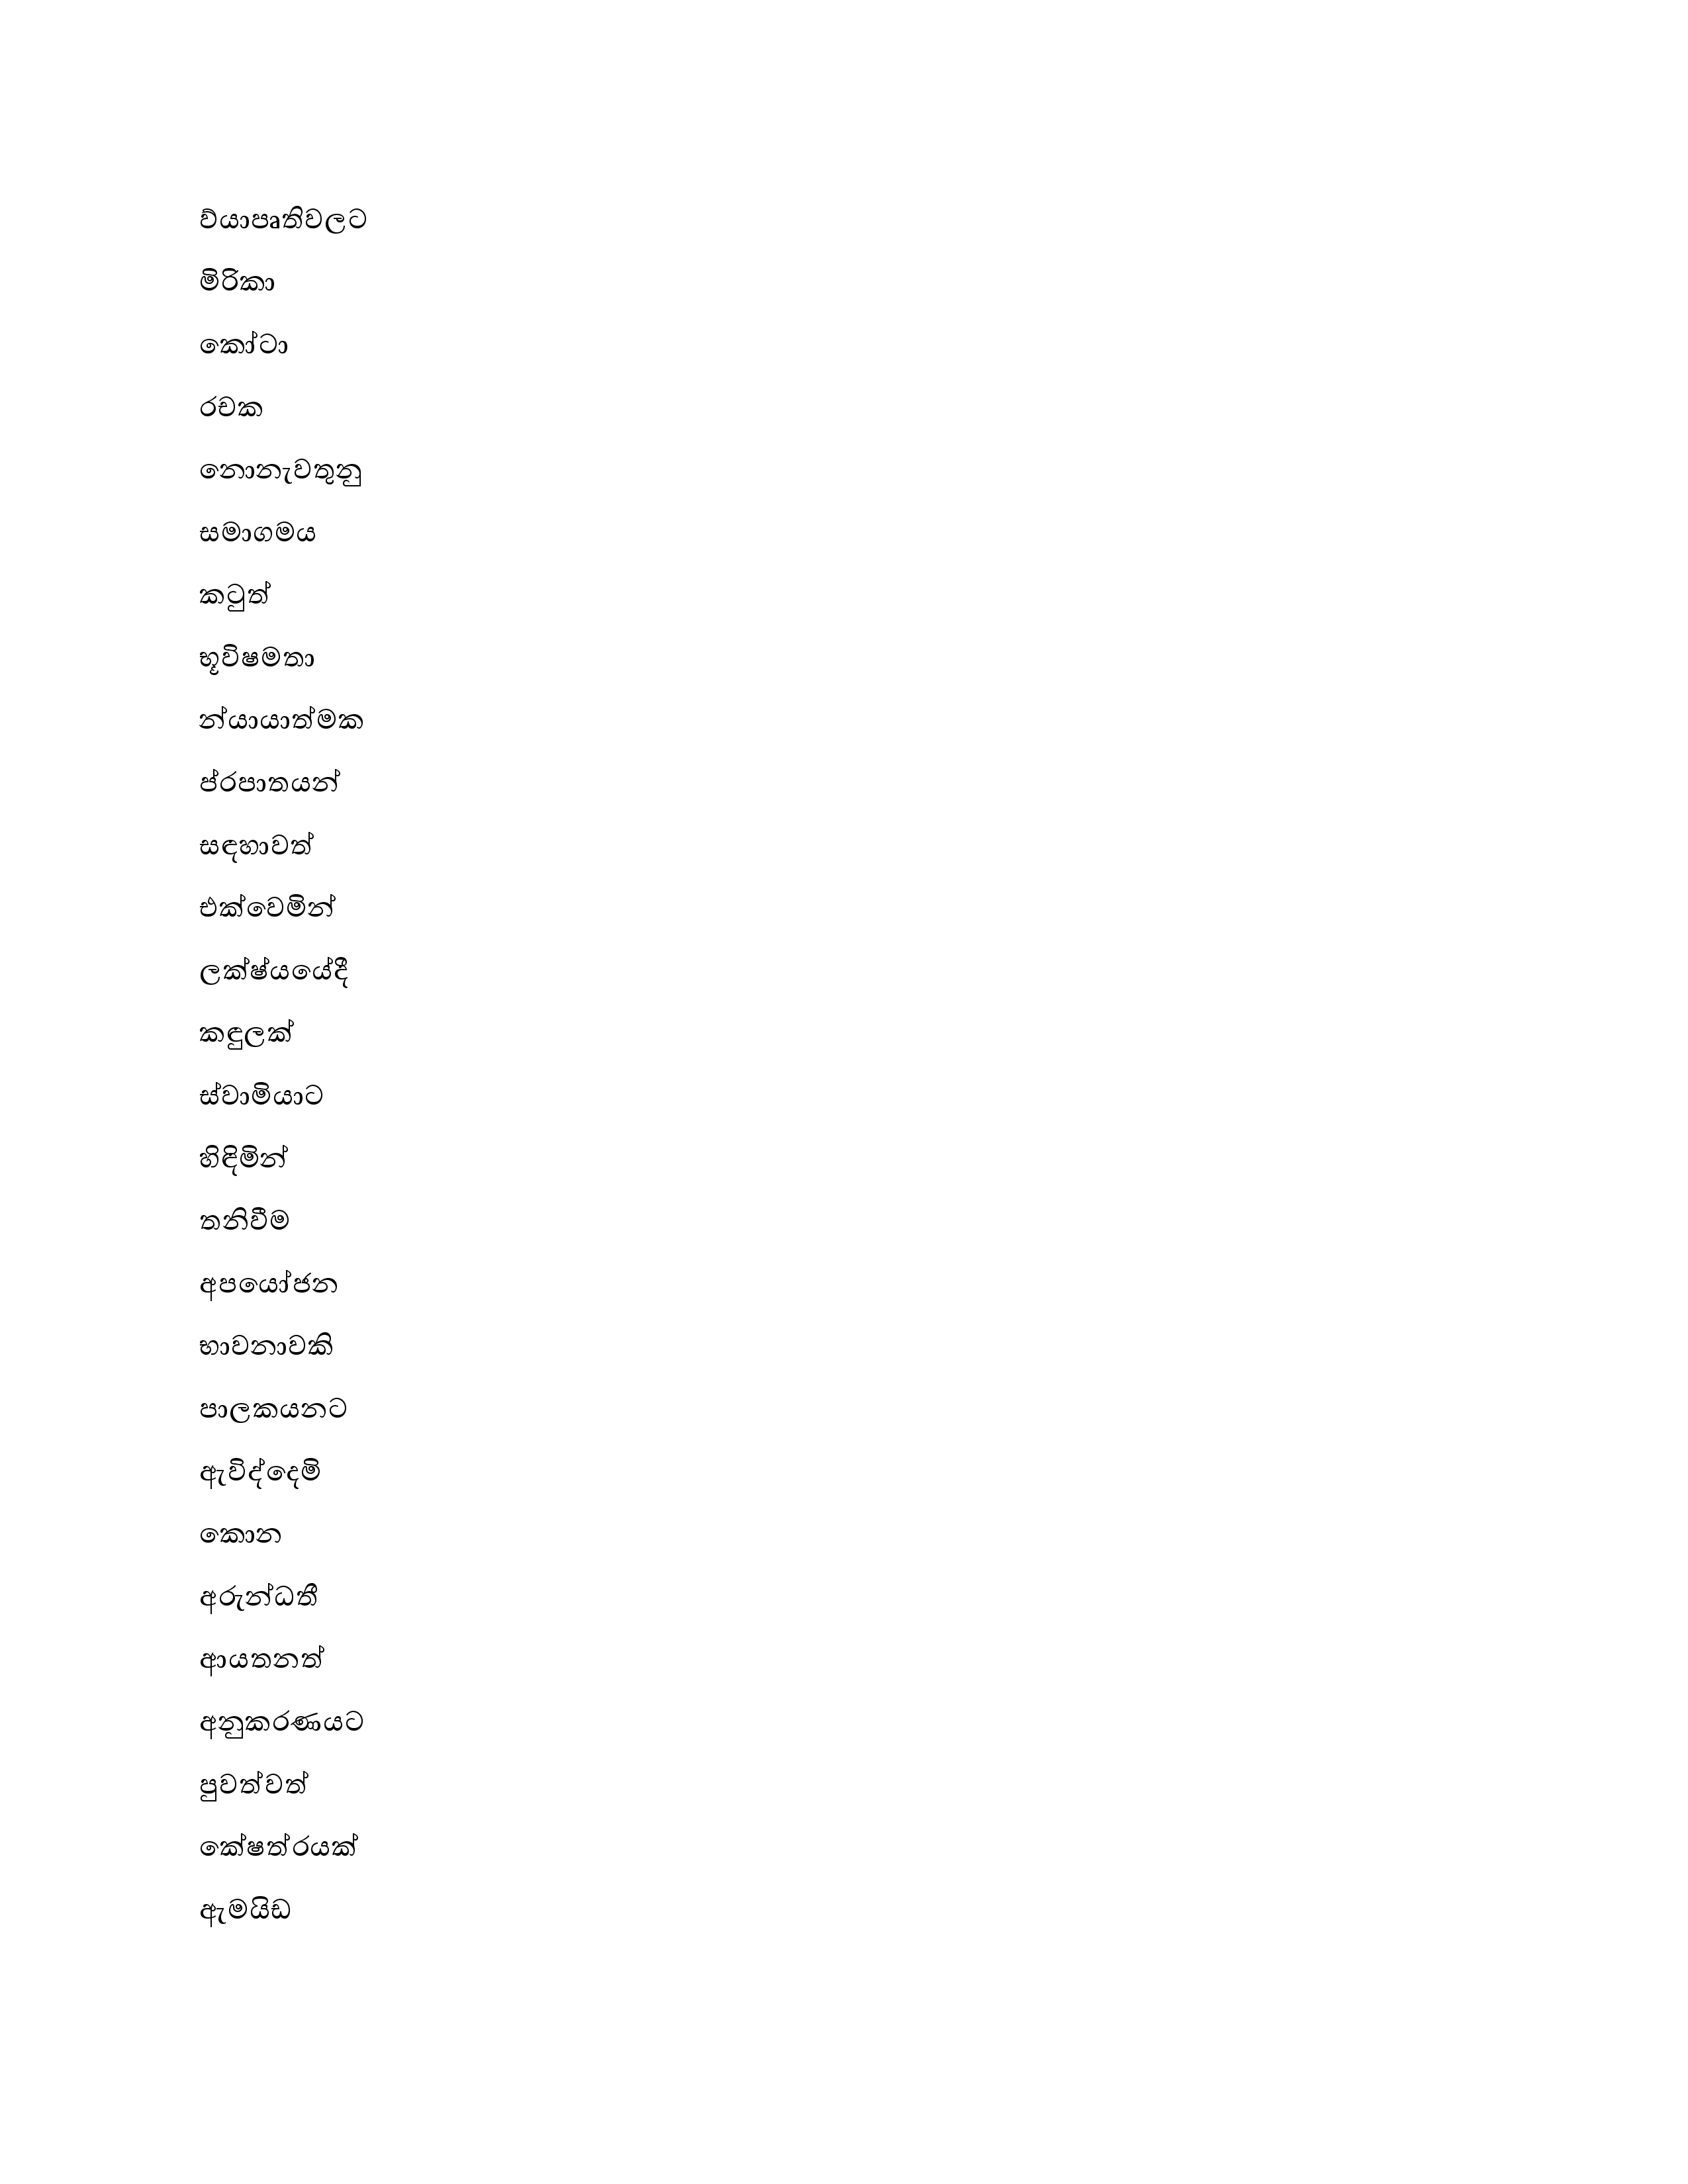 ව්යාපෘතිවලට
මිරිකා
කෝටා
රචක
නොනැවතුනු
සමාගමය
කටුත්
භූවිෂමතා
න්යායාත්මක
ප්රපාතයන්
සඳහාවත්
එක්වෙමින්
ලක්ෂ්යයේදී
කඳුලක්
ස්වාමියාට
හිඳිමින්
තනිවීම
අපයෝජන
භාවනාවකි
පාලකයනට
ඇවිද්දෙමි
කොන
අරුන්ධතී
ආයතනත්
අනුකරණයට
පුවත්වත්
කේෂත්රයක්
ඇමයිඩ